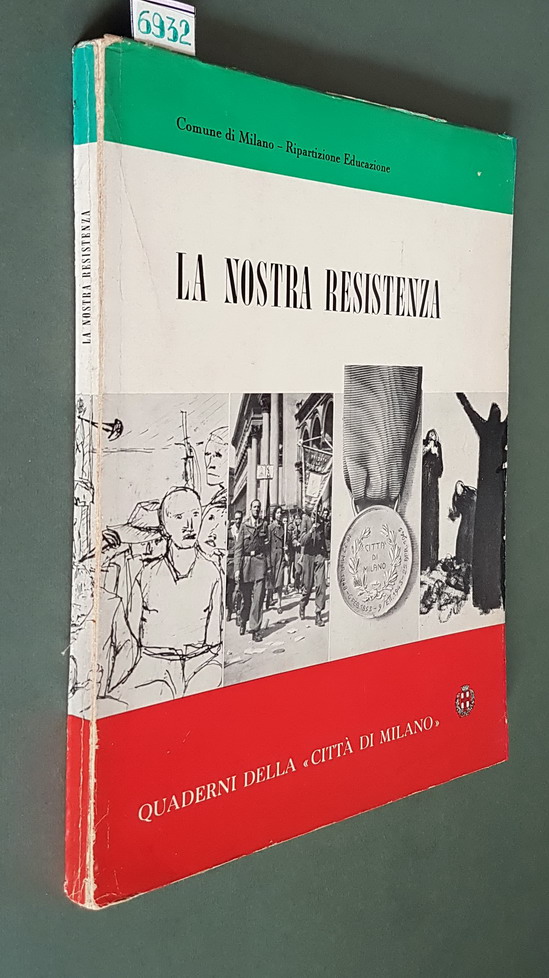 6932
Comune di Milano – Ripartizione Educazione
LA NOSTRA RESISTENZA
LA NOSTRA RESISTENZA
CITTÀ
DI
MILANO
QUADERNI DELLA «CITTÀ DI MILANO»